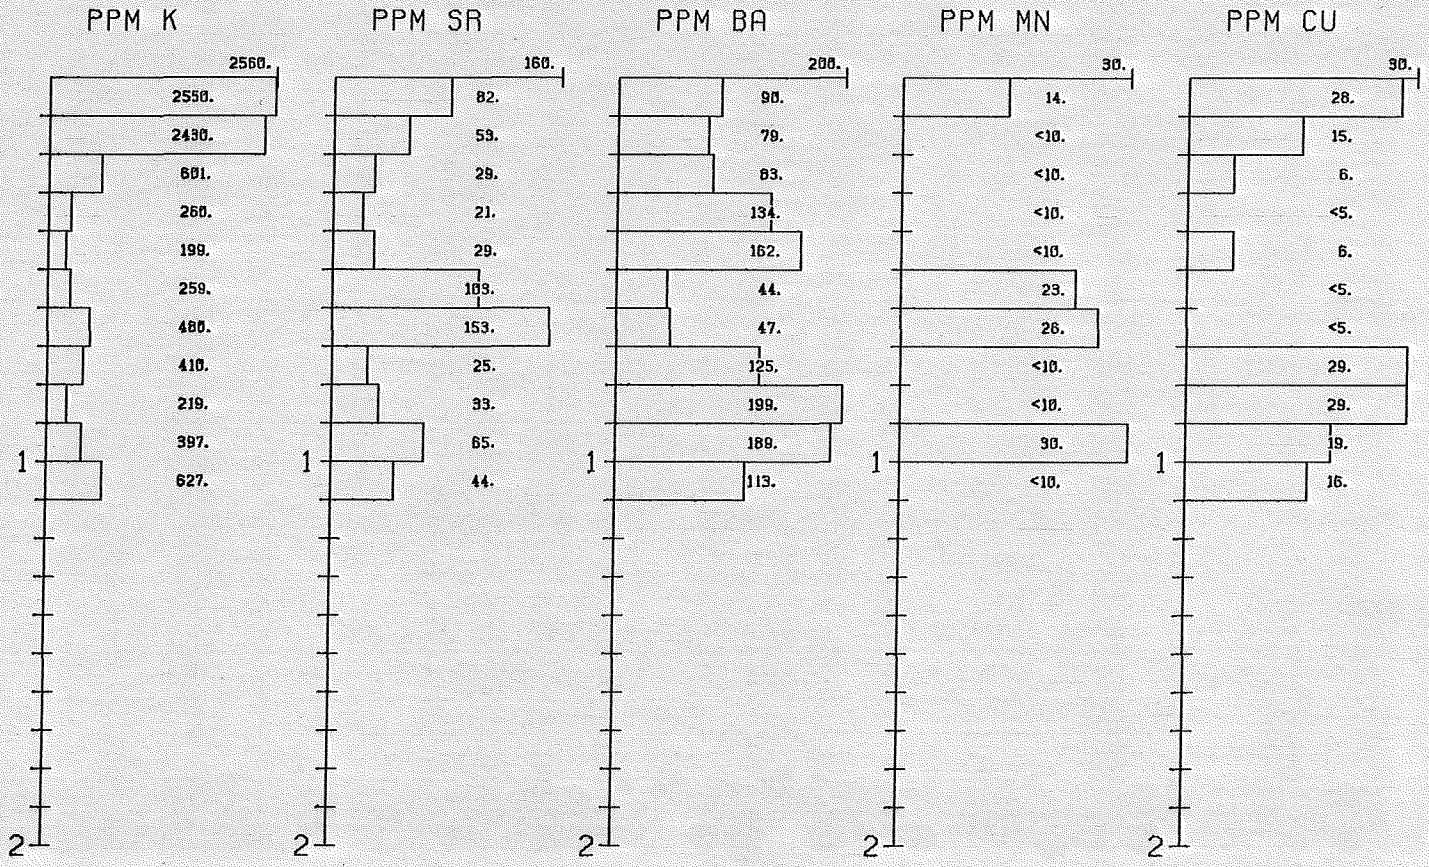 PPM K PPM SR PPM BA PPM MN PPM CU
2560. 160. 200. 30. 30.
2550. 82. 90. 14. 28.
2430. 53. 79. <10. 15.
601. 29. 83. <10. 6.
260. 21. 134. <10. <5.
199. 29. 162. <10. 6.
259. 103. 44. 23. <5.
480. 153. 47. 26. <5.
410. 25. 125. <10. 29.
219. 33. 199. <10. 29.
397. 65. 189. 30. 19.
1 1 1 1 1
627. 44. 113. <10. 16.
2 2 2 2 2